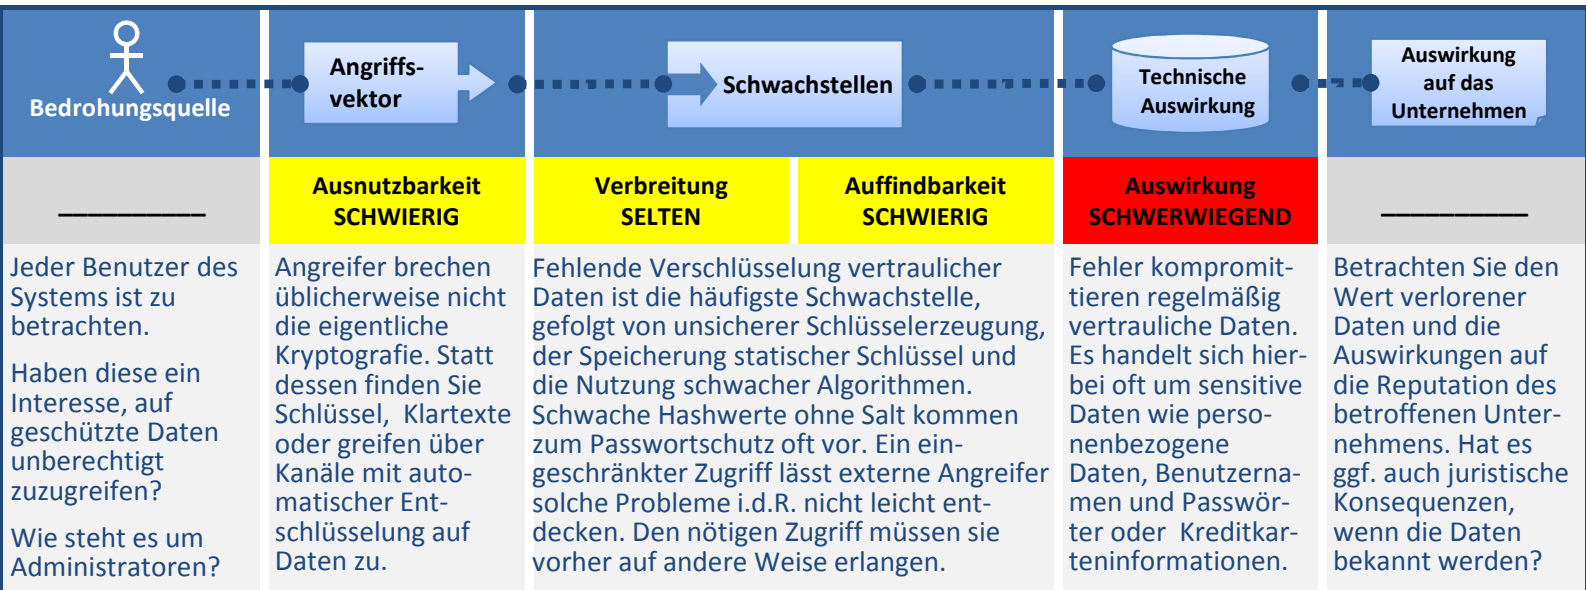 Bedrohungsquelle
Angriffs-
vektor
Schwachstellen
Technische
Auswirkung
Auswirkung
auf das
Unternehmen
__________
Ausnutzbarkeit
SCHWIERIG
Verbreitung
SELTEN
Auffindbarkeit
SCHWIERIG
Auswirkung
SCHWERWIEGEND
__________
Jeder Benutzer des
Systems ist zu
betrachten.
Haben diese ein
Interesse, auf
geschützte Daten
unberechtigt
zuzugreifen?
Wie steht es um
Administratoren?
Angreifer brechen
üblicherweise nicht
die eigentliche
Kryptografie. Statt
dessen finden Sie
Schlüssel,  Klartexte
oder greifen über
Kanäle mit auto-
matischer Ent-
schlüsselung auf
Daten zu.
Fehlende Verschlüsselung vertraulicher
Daten ist die häufigste Schwachstelle,
gefolgt von unsicherer Schlüsselerzeugung,
der Speicherung statischer Schlüssel und
die Nutzung schwacher Algorithmen.
Schwache Hashwerte ohne Salt kommen
zum Passwortschutz oft vor. Ein ein-
geschränkter Zugriff lässt externe Angreifer
solche Probleme i.d.R. nicht leicht ent-
decken. Den nötigen Zugriff müssen sie
vorher auf andere Weise erlangen.
Fehler kompromit-
tieren regelmäßig
vertrauliche Daten.
Es handelt sich hier-
bei oft um sensitive
Daten wie perso-
nenbezogene
Daten, Benutzerna-
men und Passwör-
ter oder  Kreditkar-
teninformationen.
Betrachten Sie den
Wert verlorener
Daten und die
Auswirkungen auf
die Reputation des
betroffenen Unter-
nehmens. Hat es
ggf. auch juristische
Konsequenzen,
wenn die Daten
bekannt werden?